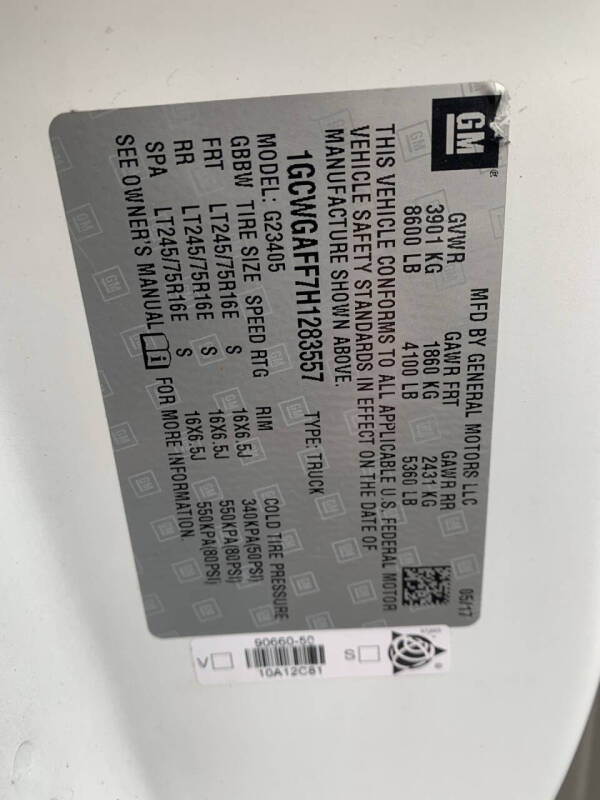 GM ®
MFD BY GENERAL MOTORS LLC 05/17
GVWR GAWR FRT GAWR RR
3901 KG 1860 KG 2431 KG
8600 LB 4100 LB 5360 LB
THIS VEHICLE CONFORMS TO ALL APPLICABLE U.S. FEDERAL MOTOR
VEHICLE SAFETY STANDARDS IN EFFECT ON THE DATE OF
MANUFACTURE SHOWN ABOVE.
1GCWGAFF7H1283557 TYPE: TRUCK
MODEL: G23405
GBBW TIRE SIZE SPEED RTG RIM COLD TIRE PRESSURE
FRT LT245/75R16E S 16X6.5J 340KPA(50PSI)
RR LT245/75R16E S 16X6.5J 550KPA(80PSI)
SPA LT245/75R16E S 16X6.5J 550KPA(80PSI)
SEE OWNER'S MANUAL i FOR MORE INFORMATION.
®
S
90660-50
10A12C81
V